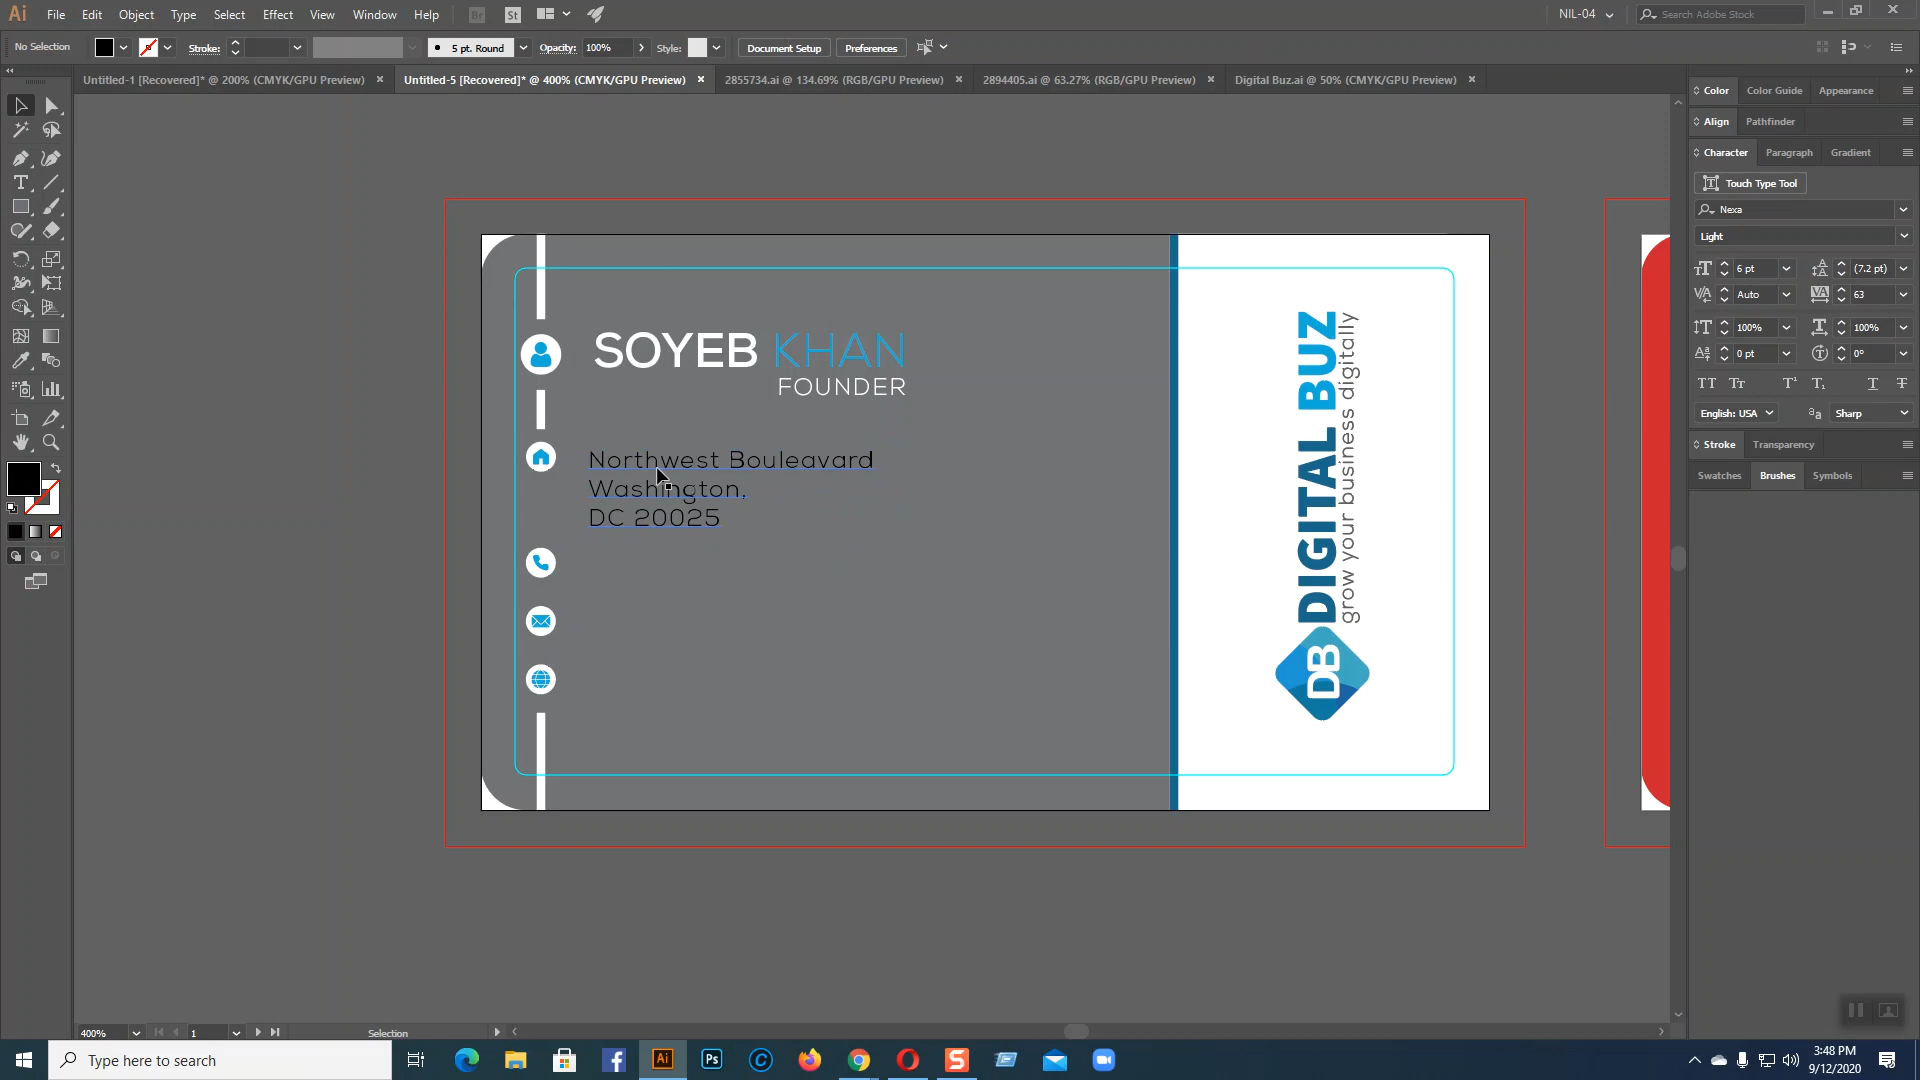 Ai File Edit Object Type Select Effect View Window Help Br St NIL-04 Search Adobe Stock
No Selection Stroke: 5 pt. Round Opacity: 100% Style: Document Setup Preferences
Untitled-1 [Recovered]* @ 200% (CMYK/GPU Preview) × Untitled-5 [Recovered]* @ 400% (CMYK/GPU Preview) × 2855734.ai @ 134.69% (RGB/GPU Preview) × 2894405.ai @ 63.27% (RGB/GPU Preview) × Digital Buz.ai @ 50% (CMYK/GPU Preview) ×
Color Color Guide Appearance
Align Pathfinder
Character Paragraph Gradient
Touch Type Tool
Nexa
Light
6 pt (7.2 pt)
Auto 63
100% 100%
0 pt 0°
English: USA Sharp
Stroke Transparency
Swatches Brushes Symbols
SOYEB KHAN
FOUNDER
Northwest Bouleavard
Washington,
DC 20025
DIGITAL BUZ
grow your business digitally
DB
400% 1 Selection
Type here to search
Ai Ps
3:48 PM
9/12/2020